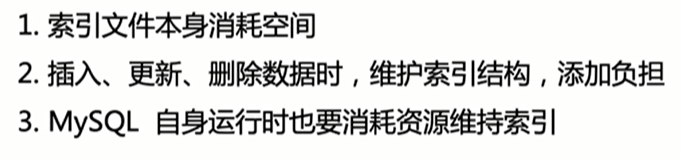 1. 索引文件本身消耗空间
2. 插入、更新、删除数据时，维护索引结构，添加负担
3. MySQL 自身运行时也要消耗资源维持索引